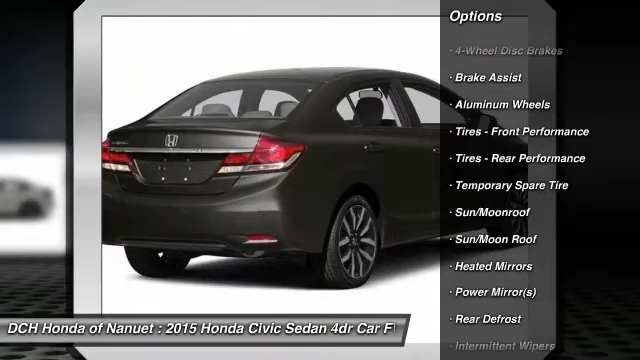 Options
· 4-Wheel Disc Brakes
· Brake Assist
· Aluminum Wheels
· Tires - Front Performance
· Tires - Rear Performance
· Temporary Spare Tire
· Sun/Moonroof
· Sun/Moon Roof
· Heated Mirrors
· Power Mirror(s)
· Rear Defrost
· Intermittent Wipers
DCH Honda of Nanuet : 2015 Honda Civic Sedan 4dr Car F